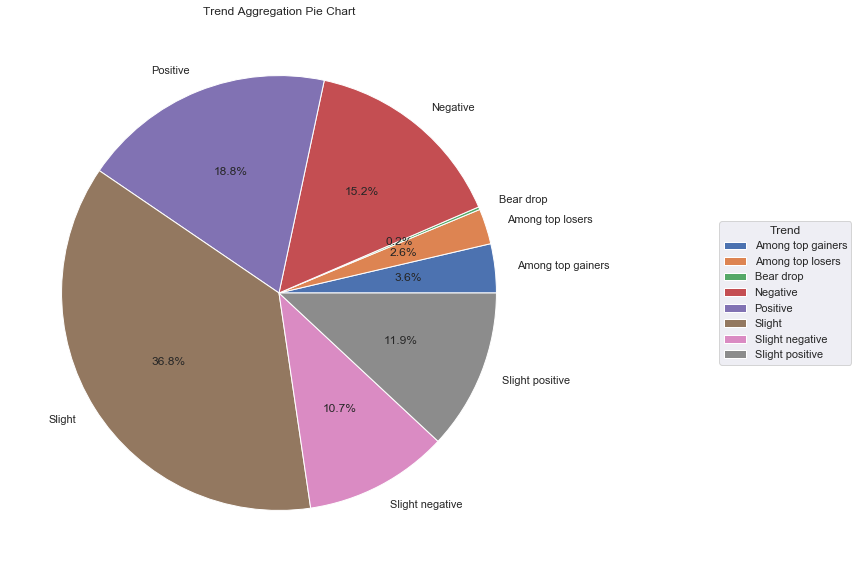 Trend Aggregation Pie Chart
Positive
Negative
18.8%
15.2%
Bear drop
Among top losers
0.2%
2.6%
Among top gainers
3.6%
36.8%
11.9%
Slight positive
10.7%
Slight
Slight negative
Trend
Among top gainers
Among top losers
Bear drop
Negative
Positive
Slight
Slight negative
Slight positive